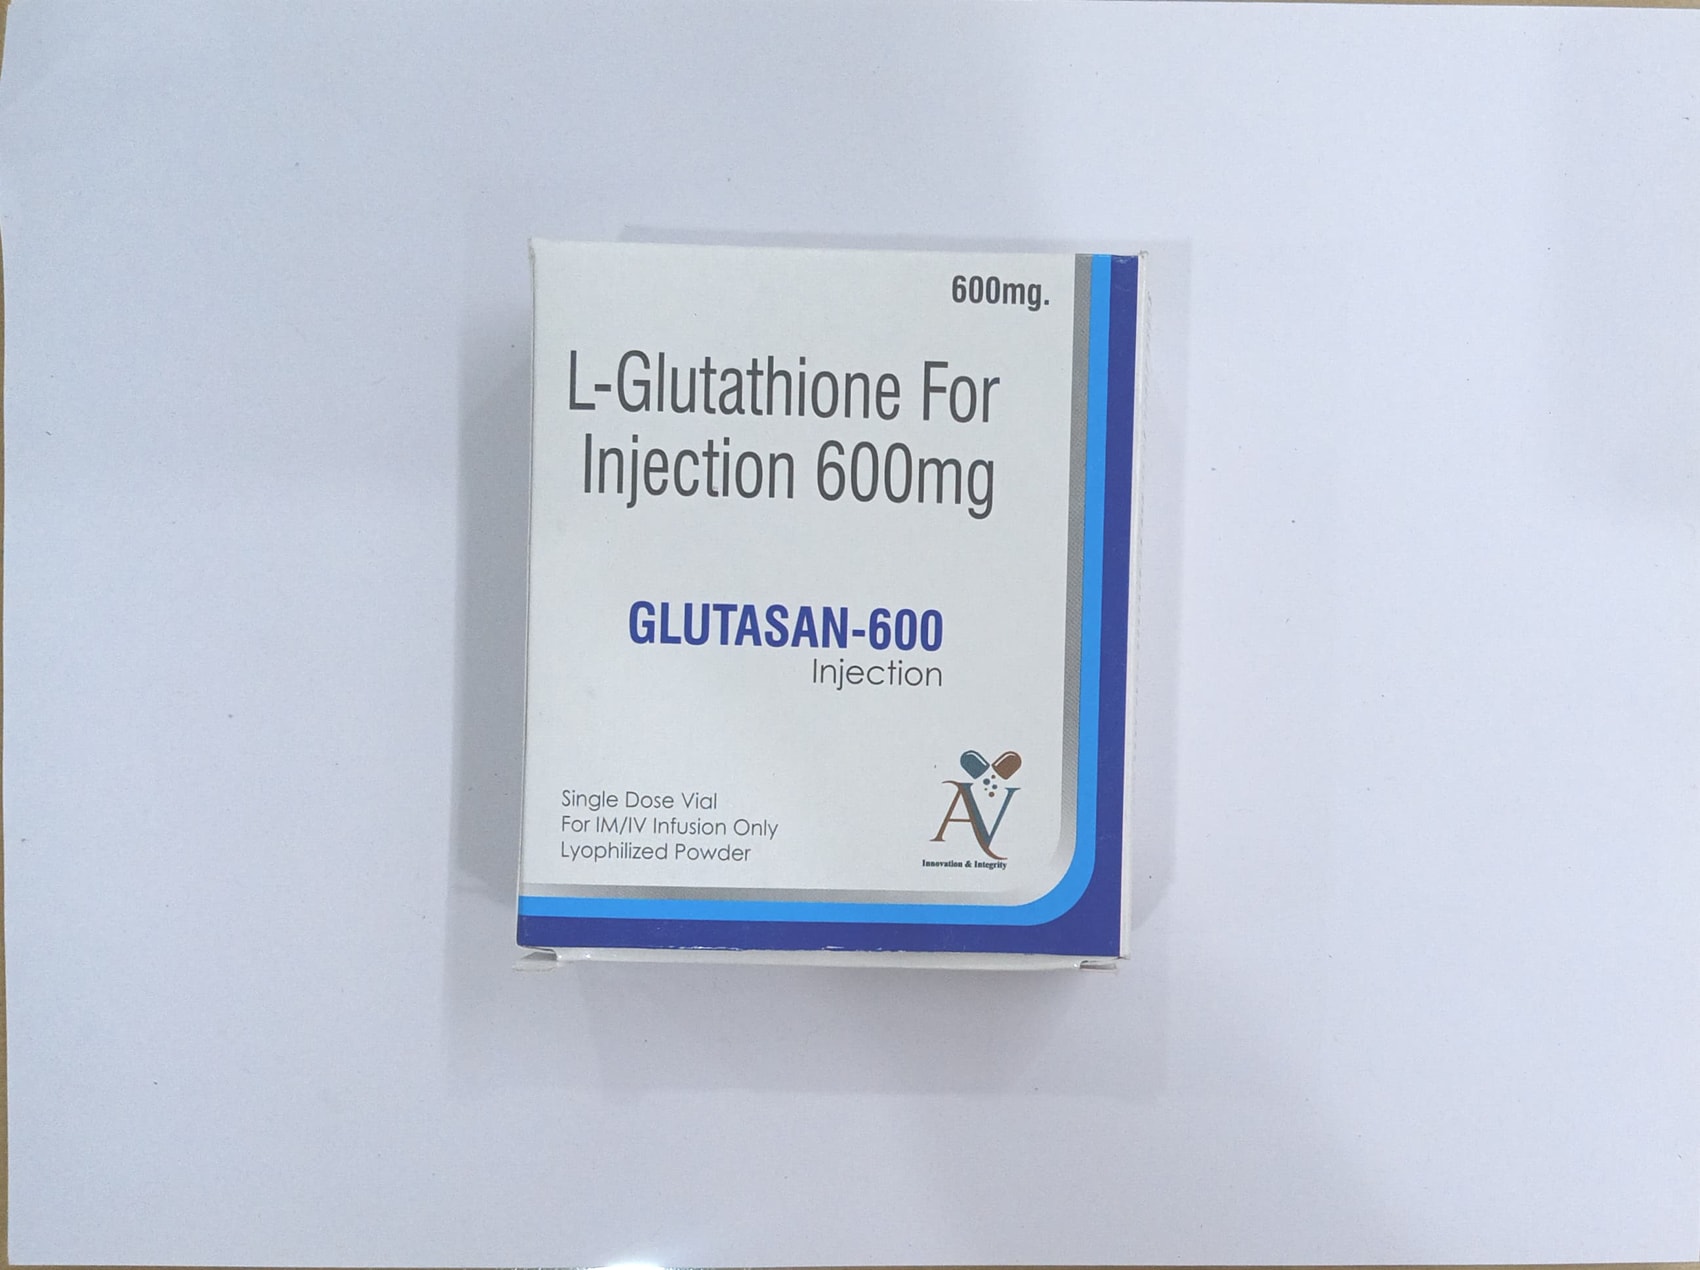 600mg.
L-Glutathione For
Injection 600mg
GLUTASAN-600
Injection
Single Dose Vial
For IM/IV Infusion Only
Lyophilized Powder
AV
Innovation & Integrity